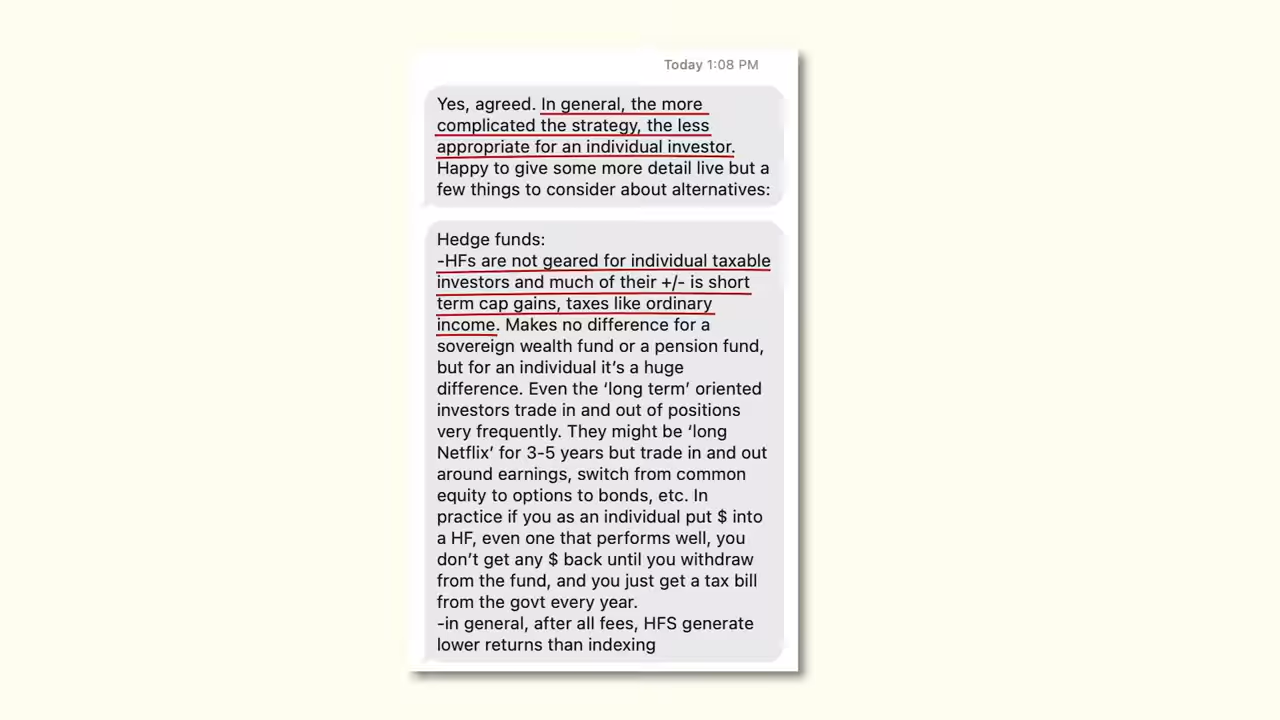 Today 1:08 PM
Yes, agreed. In general, the more
complicated the strategy, the less
appropriate for an individual investor.
Happy to give some more detail live but a
few things to consider about alternatives:
Hedge funds:
-HFs are not geared for individual taxable
investors and much of their +/- is short
term cap gains, taxes like ordinary
income. Makes no difference for a
sovereign wealth fund or a pension fund,
but for an individual it’s a huge
difference. Even the ‘long term’ oriented
investors trade in and out of positions
very frequently. They might be ‘long
Netflix’ for 3-5 years but trade in and out
around earnings, switch from common
equity to options to bonds, etc. In
practice if you as an individual put $ into
a HF, even one that performs well, you
don’t get any $ back until you withdraw
from the fund, and you just get a tax bill
from the govt every year.
-in general, after all fees, HFS generate
lower returns than indexing